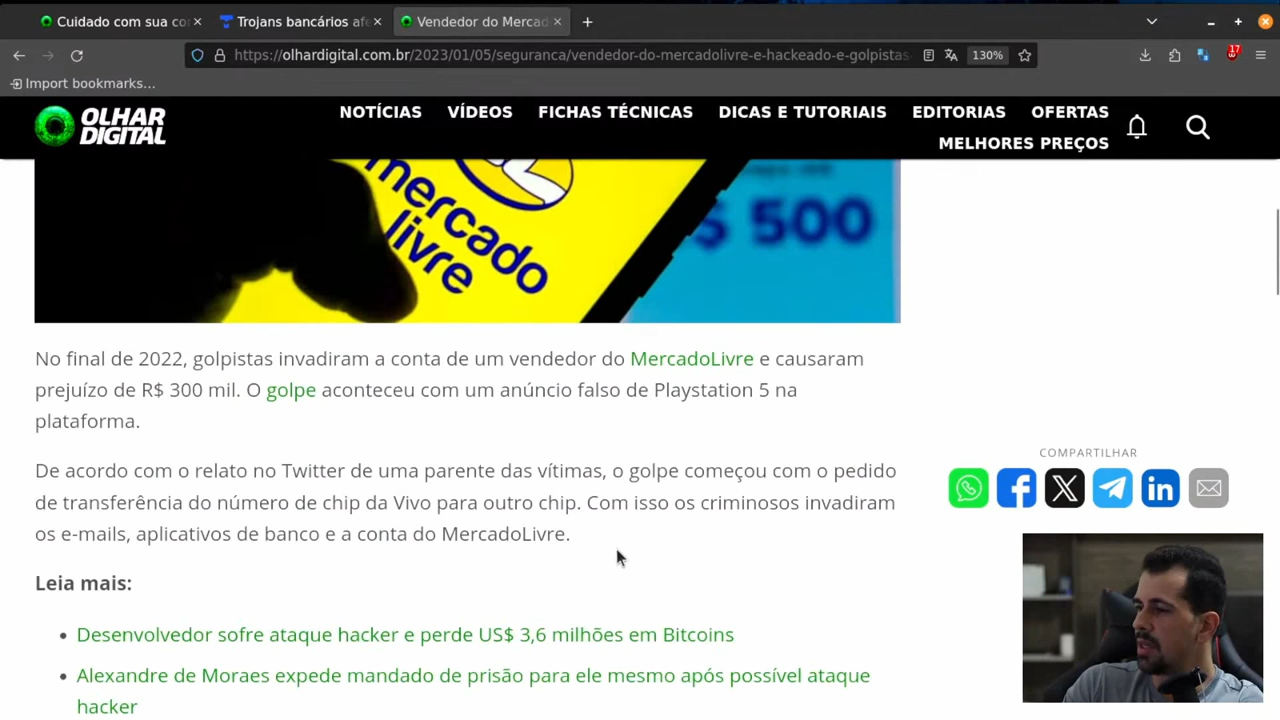 Cuidado com sua co
Trojans bancários af
Vendedor do Mercad
https://olhardigital.com.br/2023/01/05/seguranca/vendedor-do-mercadolivre-e-hackeado-e-golpistas
130%
17
Import bookmarks...
OLHAR
DIGITAL
NOTÍCIAS VÍDEOS FICHAS TÉCNICAS DICAS E TUTORIAIS EDITORIAS OFERTAS
MELHORES PREÇOS
mercado
livre
$ 500
No final de 2022, golpistas invadiram a conta de um vendedor do MercadoLivre e causaram
prejuízo de R$ 300 mil. O golpe aconteceu com um anúncio falso de Playstation 5 na
plataforma.
De acordo com o relato no Twitter de uma parente das vítimas, o golpe começou com o pedido
de transferência do número de chip da Vivo para outro chip. Com isso os criminosos invadiram
os e-mails, aplicativos de banco e a conta do MercadoLivre.
COMPARTILHAR
Leia mais:
• Desenvolvedor sofre ataque hacker e perde US$ 3,6 milhões em Bitcoins
• Alexandre de Moraes expede mandado de prisão para ele mesmo após possível ataque
hacker